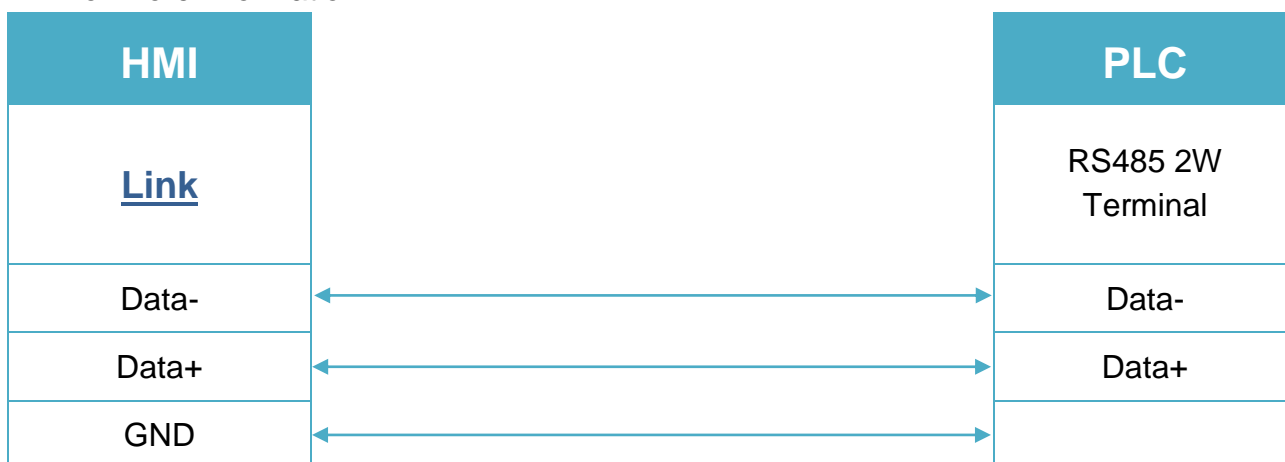 HMI
PLC
Link
RS485 2W
Terminal
Data-
Data-
Data+
Data+
GND